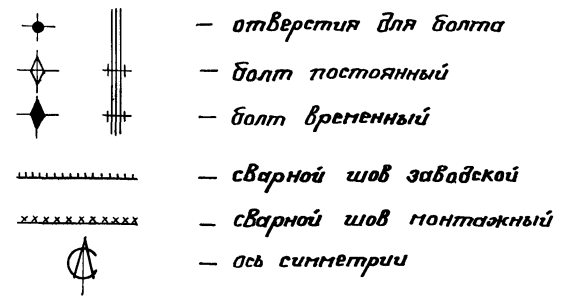 — отверстия для болта
— болт постоянный
— болт временный
— сварной шов заводской
— сварной шов монтажный
— ось симметрии